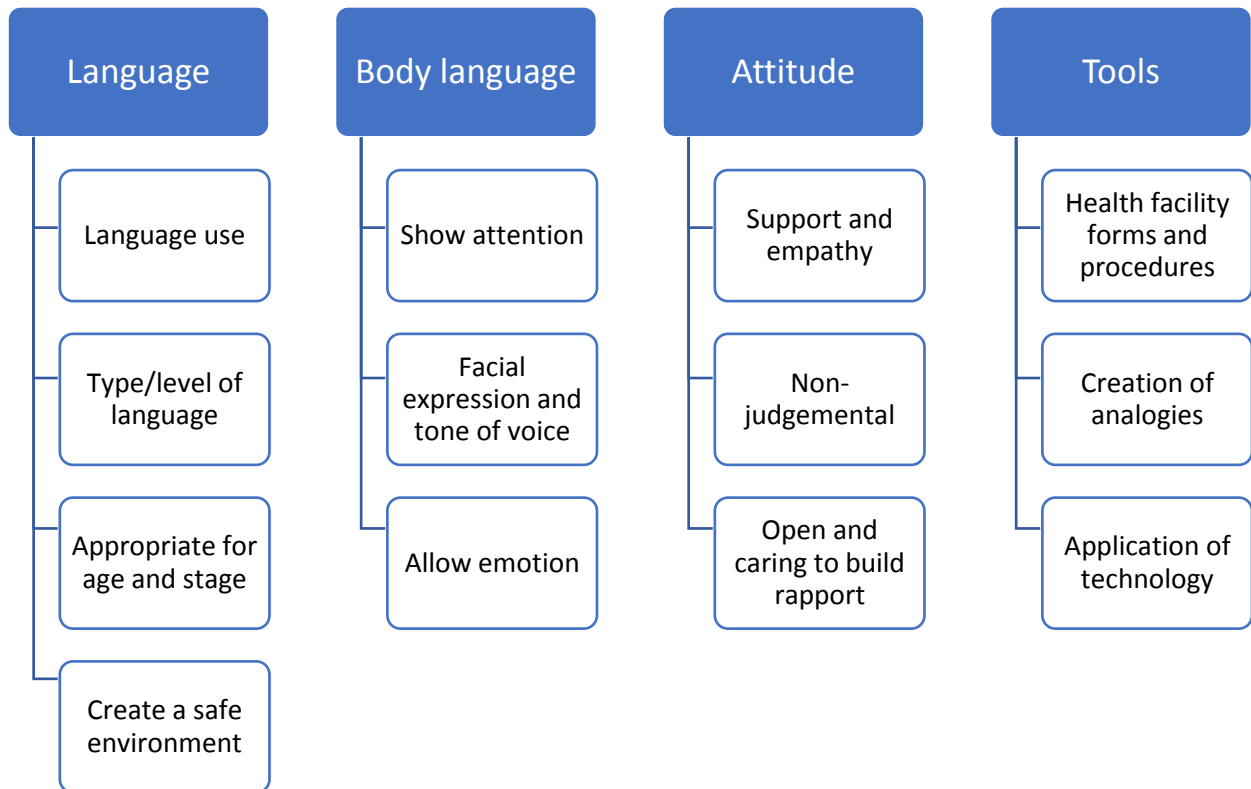 Language
Language use
Type/level of
language
Appropriate for
age and stage
Create a safe
environment
Body language
Show attention
Facial
expression and
tone of voice
Allow emotion
Attitude
Support and
empathy
Non-
judgemental
Open and
caring to build
rapport
Tools
Health facility
forms and
procedures
Creation of
analogies
Application of
technology